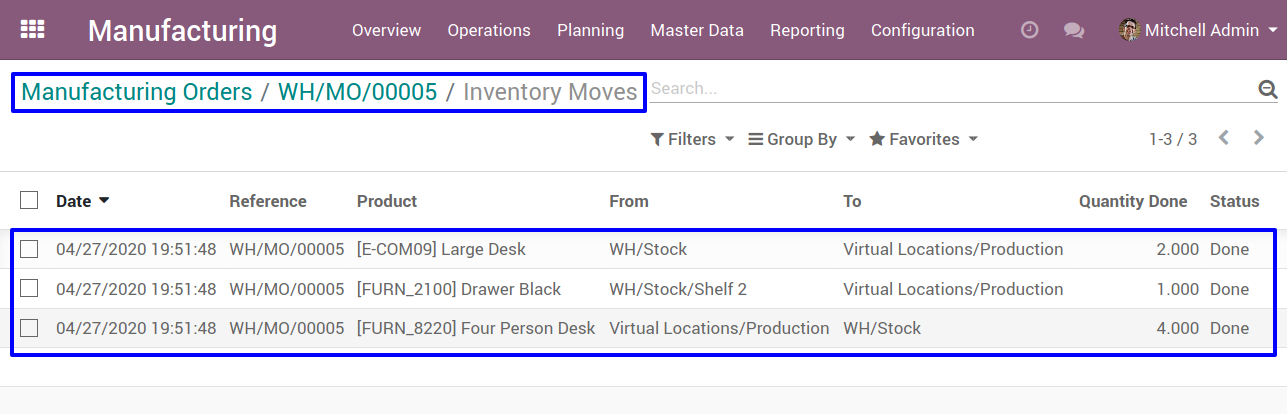 Manufacturing Overview Operations Planning Master Data Reporting Configuration Mitchell Admin
Manufacturing Orders / WH/MO/00005 / Inventory Moves Search...
Filters Group By Favorites 1-3 / 3
Date Reference Product From To Quantity Done Status
04/27/2020 19:51:48 WH/MO/00005 [E-COM09] Large Desk WH/Stock Virtual Locations/Production 2.000 Done
04/27/2020 19:51:48 WH/MO/00005 [FURN_2100] Drawer Black WH/Stock/Shelf 2 Virtual Locations/Production 1.000 Done
04/27/2020 19:51:48 WH/MO/00005 [FURN_8220] Four Person Desk Virtual Locations/Production WH/Stock 4.000 Done